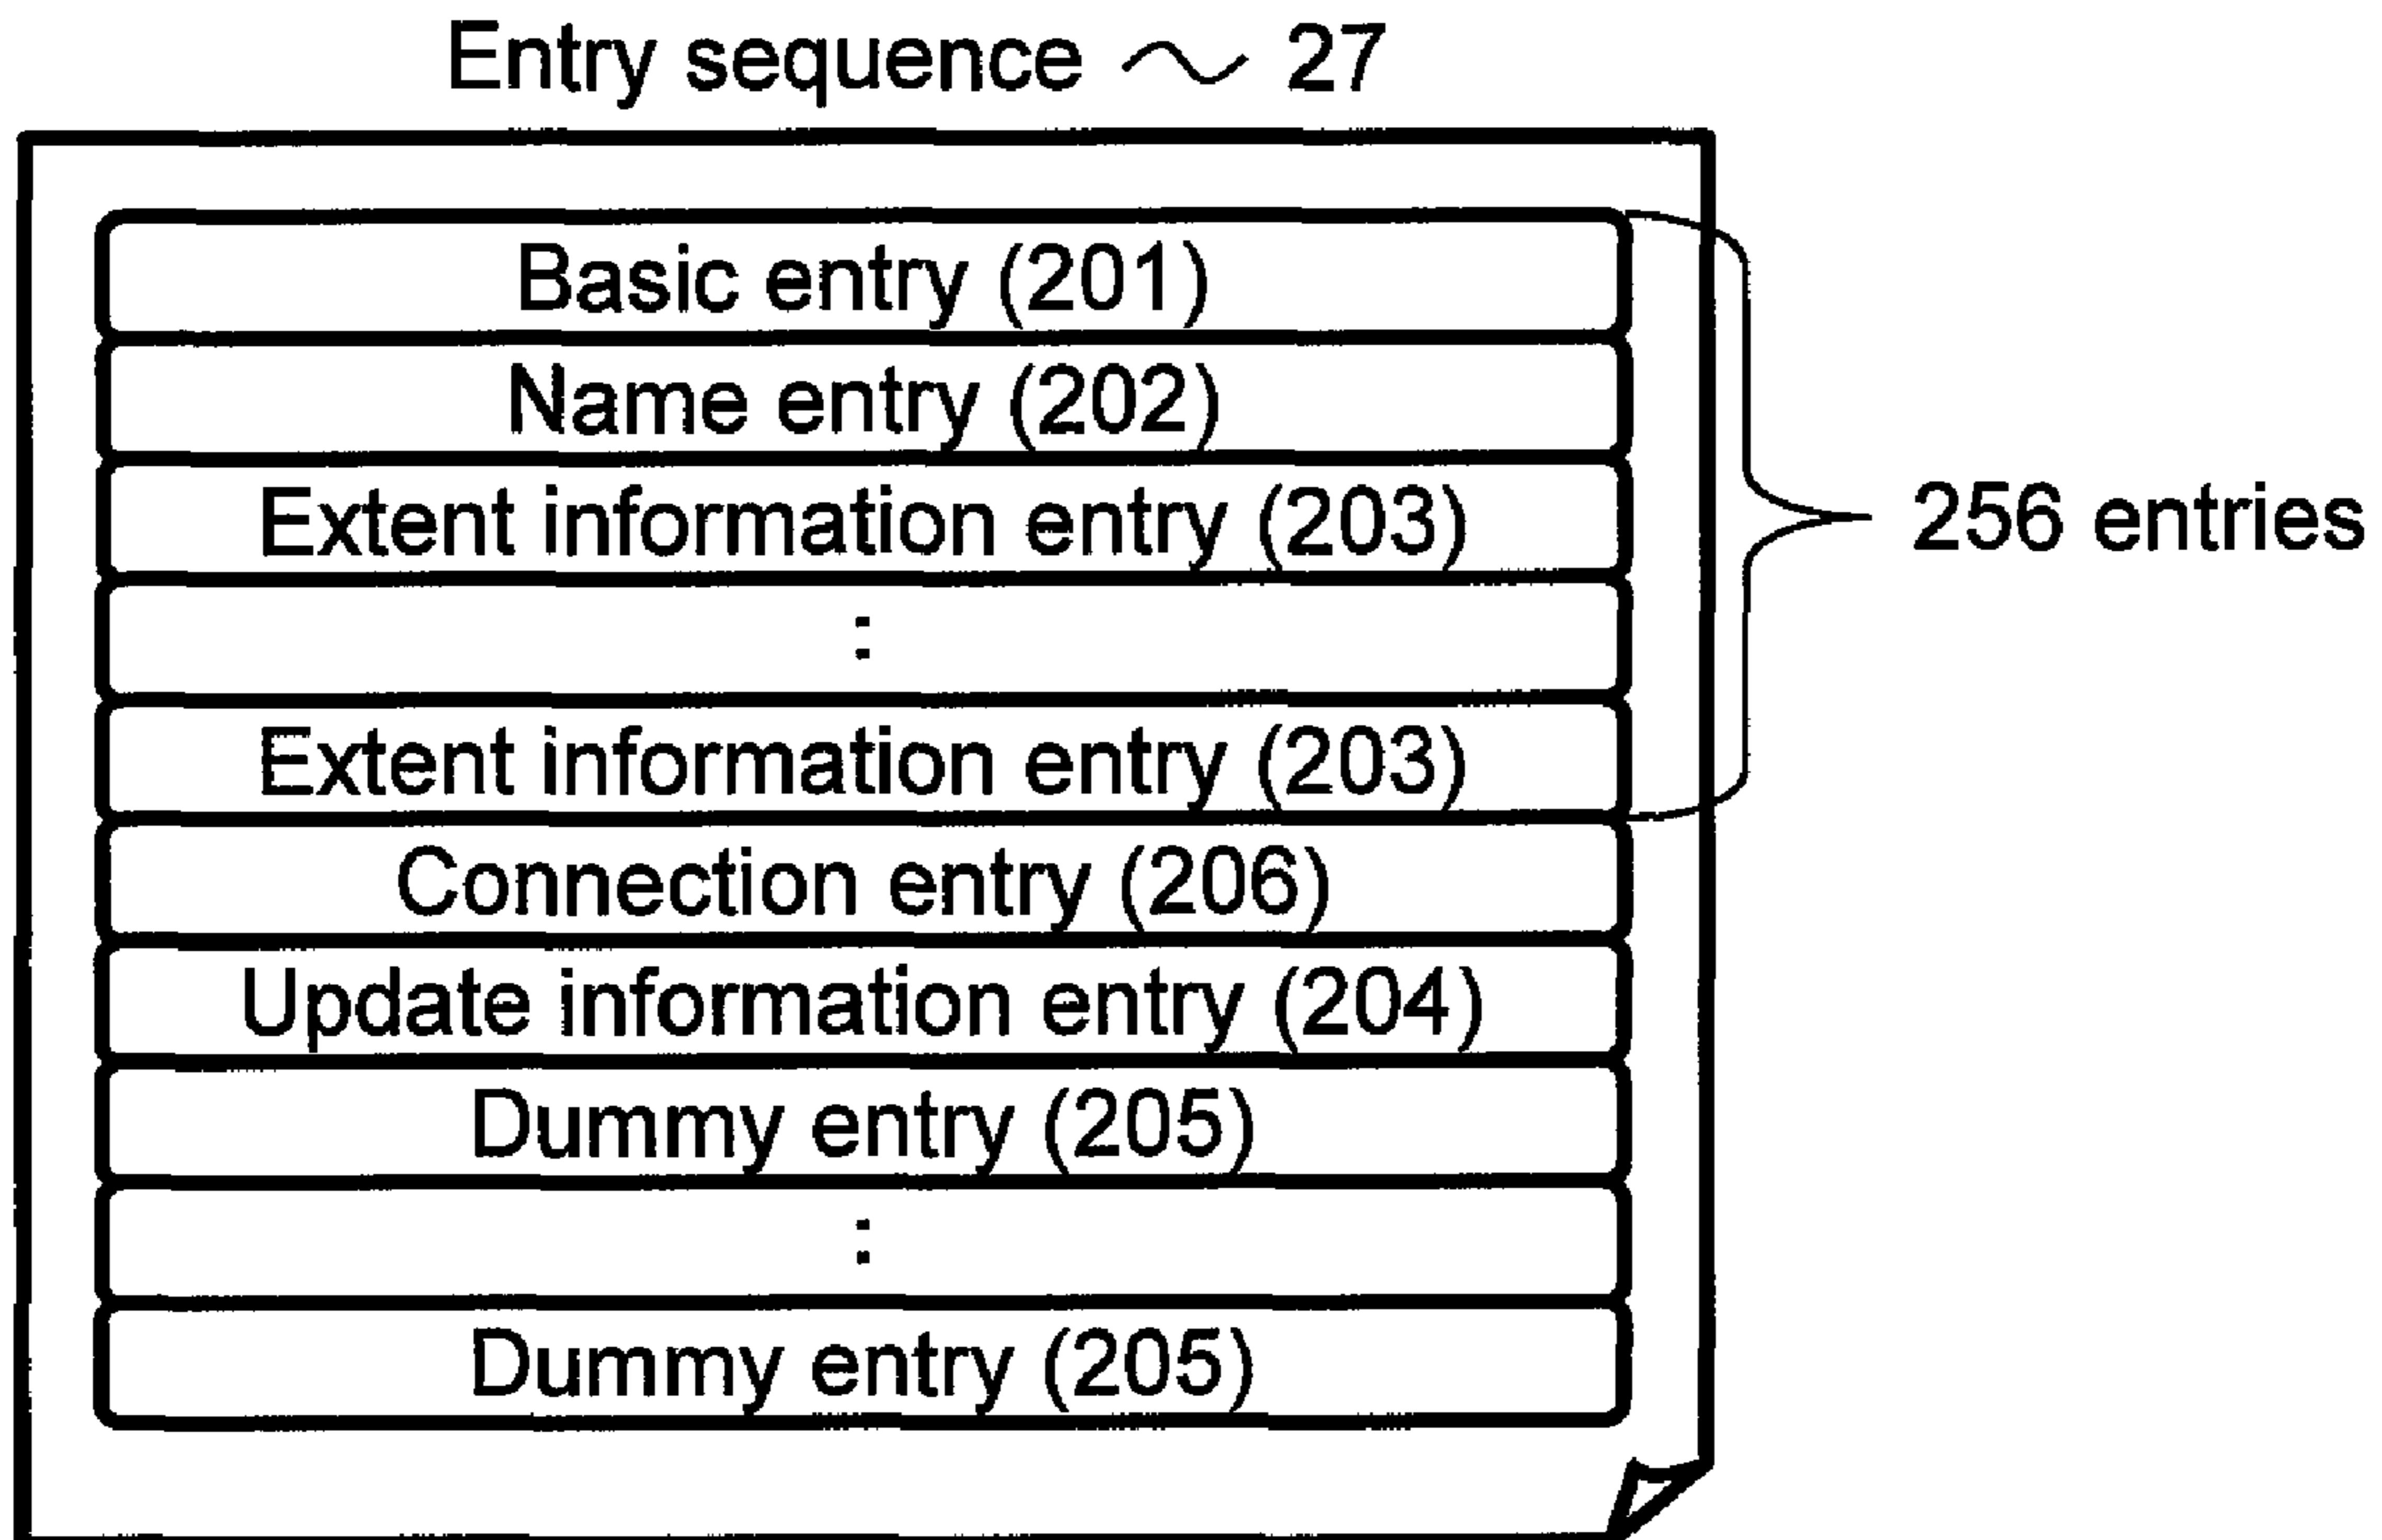 Entry sequence ~ 27
Basic entry (201)
Name entry (202)
Extent information entry (203)
:
Extent information entry (203)
256 entries
Connection entry (206)
Update information entry (204)
Dummy entry (205)
:
Dummy entry (205)